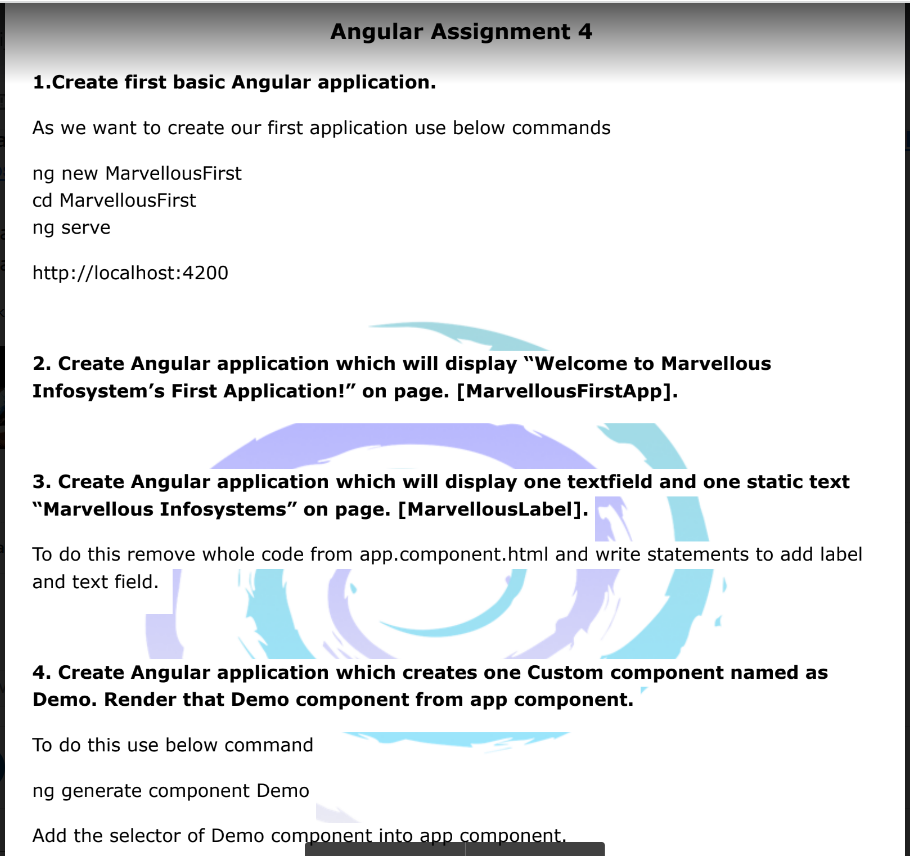 Angular Assignment 4
1.Create first basic Angular application.
As we want to create our first application use below commands
ng new MarvellousFirst
cd MarvellousFirst
ng serve
http://localhost:4200
2. Create Angular application which will display “Welcome to Marvellous
Infosystem’s First Application!” on page. [MarvellousFirstApp].
3. Create Angular application which will display one textfield and one static text
“Marvellous Infosystems” on page. [MarvellousLabel].
To do this remove whole code from app.component.html and write statements to add label
and text field.
4. Create Angular application which creates one Custom component named as
Demo. Render that Demo component from app component.
To do this use below command
ng generate component Demo
Add the selector of Demo component into app component.